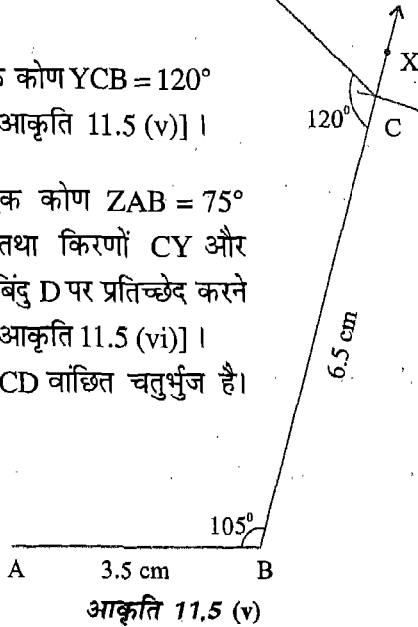 कोण YCB = 120°
आकृति 11.5 (v)] ।
क कोण ZAB = 75°
तथा किरणों CY और
बिंदु D पर प्रतिच्छेद करने
आकृति 11.5 (vi)] ।
CD वांछित चतुर्भुज है।
X
120°
C
6.5 cm
105°
A 3.5 cm B
आकृति 11.5 (v)